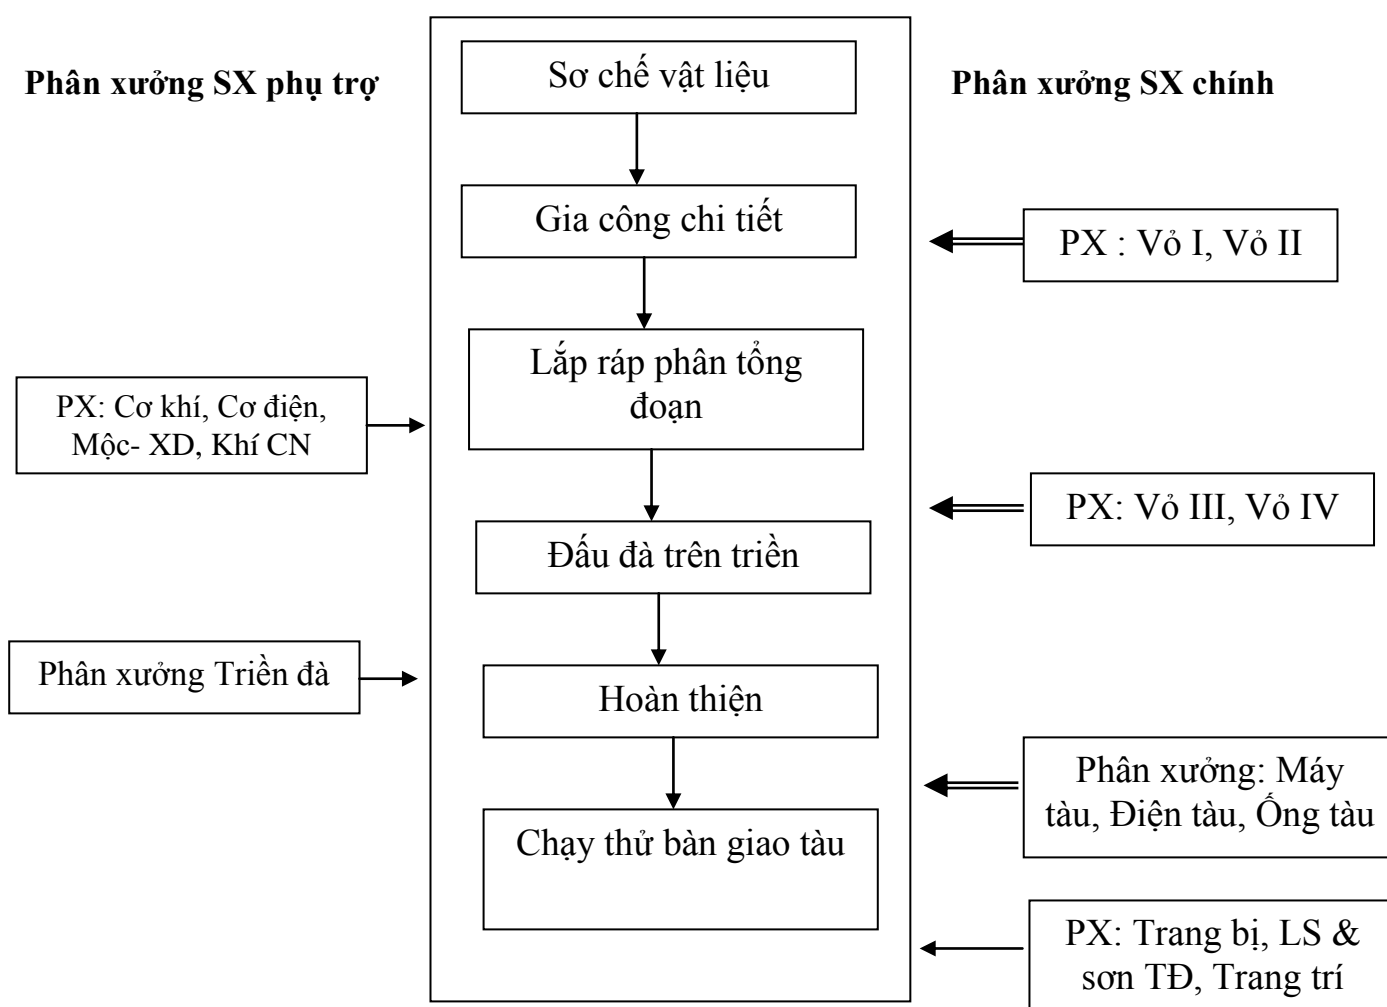 Phân xưởng SX phụ trợ
Sơ chế vật liệu
Phân xưởng SX chính
Gia công chi tiết
PX : Vỏ I, Vỏ II
Lắp ráp phân tổng
đoạn
PX: Cơ khí, Cơ điện,
Mộc- XD, Khí CN
PX: Vỏ III, Vỏ IV
Đấu đà trên triền
Phân xưởng Triền đà
Hoàn thiện
Phân xưởng: Máy
tàu, Điện tàu, Ống tàu
Chạy thử bàn giao tàu
PX: Trang bị, LS &
sơn TĐ, Trang trí